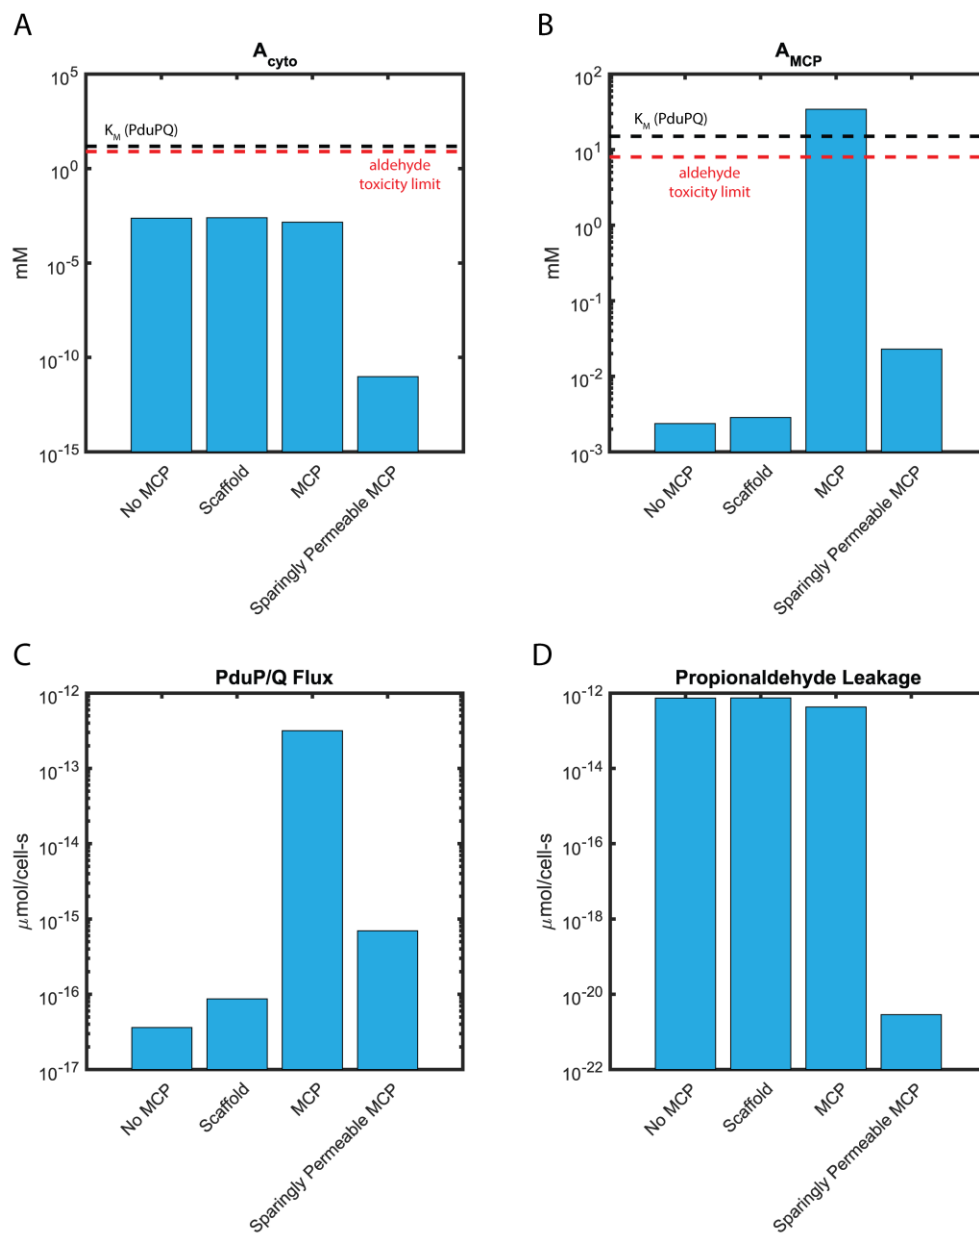 A
A_cyto
10^5
10^0
10^-5
10^-10
10^-15
mM
K_M (PduPQ)
aldehyde
toxicity limit
No MCP
Scaffold
MCP
Sparingly Permeable MCP
B
A_MCP
10^2
10^1
10^0
10^-1
10^-2
10^-3
mM
K_M (PduPQ)
aldehyde
toxicity limit
No MCP
Scaffold
MCP
Sparingly Permeable MCP
C
PduP/Q Flux
10^-12
10^-13
10^-14
10^-15
10^-16
10^-17
μmol/cell-s
No MCP
Scaffold
MCP
Sparingly Permeable MCP
D
Propionaldehyde Leakage
10^-12
10^-14
10^-16
10^-18
10^-20
10^-22
μmol/cell-s
No MCP
Scaffold
MCP
Sparingly Permeable MCP